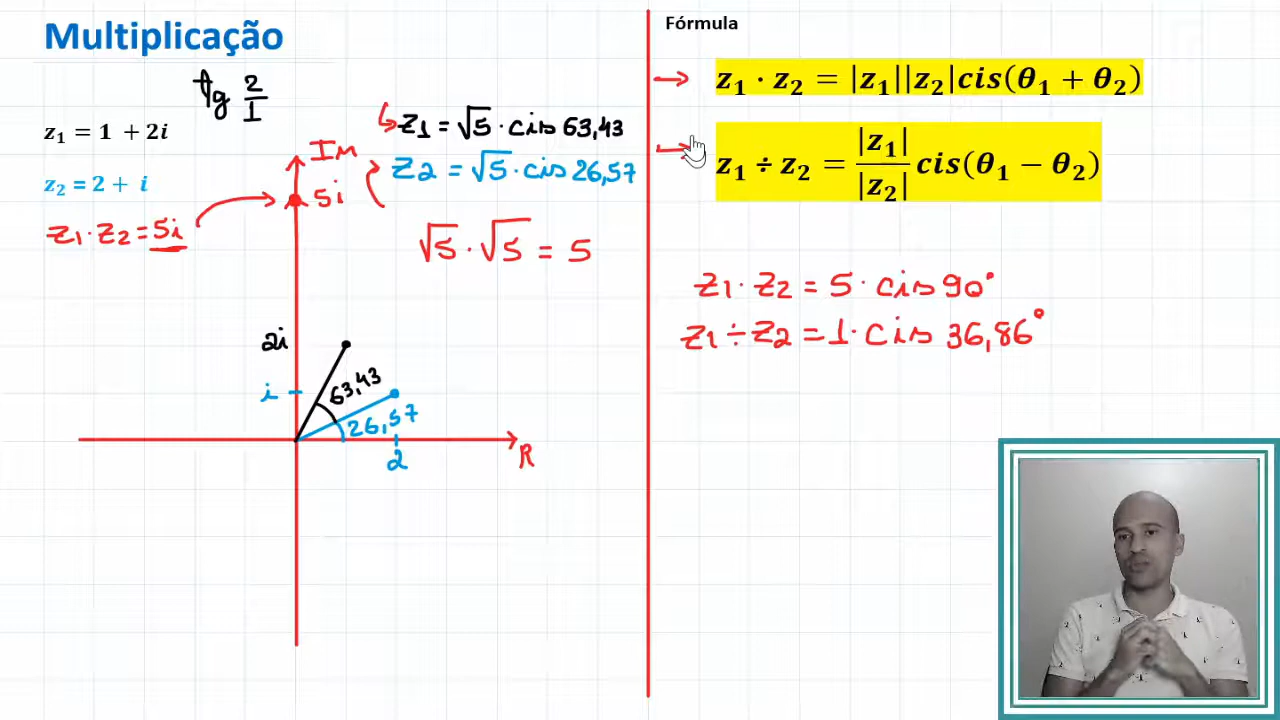 Multiplicação
tg 2/1
z₁ = 1 + 2i
z₂ = 2 + i
z₁·z₂ = 5i
z₁ = √5 · cis 63,43
z₂ = √5 · cis 26,57
Im
5i
√5 · √5 = 5
2i
i
63,43
26,57
2
R
Fórmula
z₁ · z₂ = |z₁||z₂|cis(θ₁ + θ₂)
z₁ ÷ z₂ = |z₁|/|z₂| cis(θ₁ − θ₂)
z₁·z₂ = 5 · cis 90°
z₁÷z₂ = 1· cis 36,86°